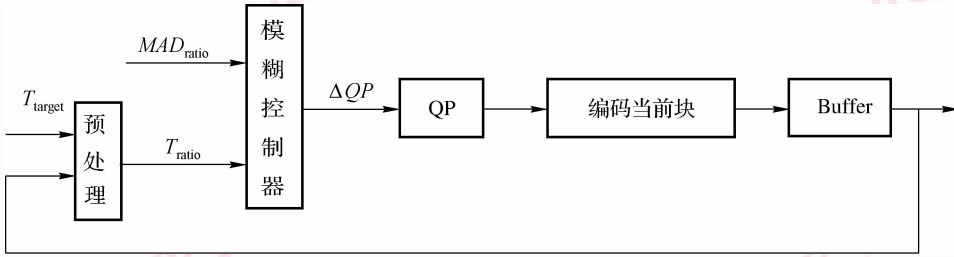 MAD_ratio
T_target
预处理
T_ratio
模糊控制器
ΔQP
QP
编码当前块
Buffer